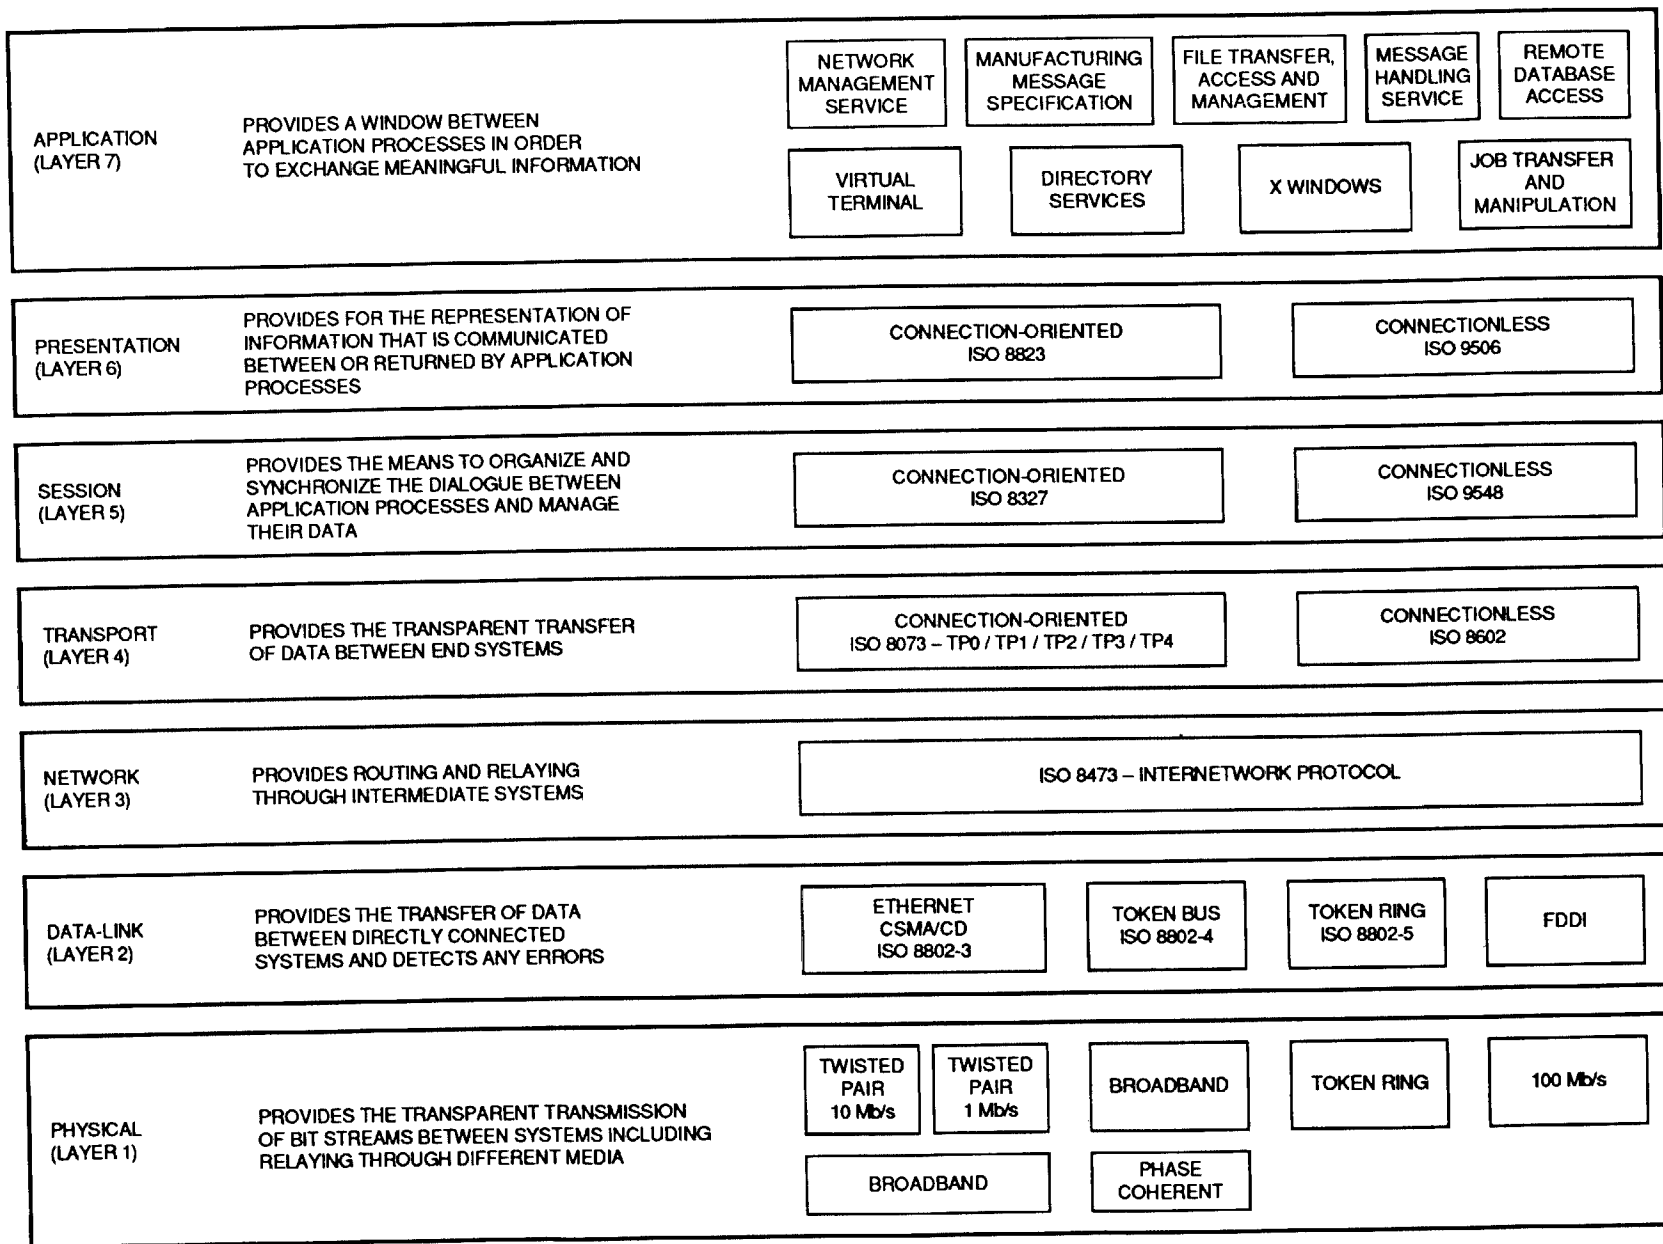 APPLICATION
(LAYER 7)
PROVIDES A WINDOW BETWEEN
APPLICATION PROCESSES IN ORDER
TO EXCHANGE MEANINGFUL INFORMATION
NETWORK
MANAGEMENT
SERVICE
MANUFACTURING
MESSAGE
SPECIFICATION
FILE TRANSFER,
ACCESS AND
MANAGEMENT
MESSAGE
HANDLING
SERVICE
REMOTE
DATABASE
ACCESS
VIRTUAL
TERMINAL
DIRECTORY
SERVICES
X WINDOWS
JOB TRANSFER
AND
MANIPULATION
PRESENTATION
(LAYER 6)
PROVIDES FOR THE REPRESENTATION OF
INFORMATION THAT IS COMMUNICATED
BETWEEN OR RETURNED BY APPLICATION
PROCESSES
CONNECTION-ORIENTED
ISO 8823
CONNECTIONLESS
ISO 9506
SESSION
(LAYER 5)
PROVIDES THE MEANS TO ORGANIZE AND
SYNCHRONIZE THE DIALOGUE BETWEEN
APPLICATION PROCESSES AND MANAGE
THEIR DATA
CONNECTION-ORIENTED
ISO 8327
CONNECTIONLESS
ISO 9548
TRANSPORT
(LAYER 4)
PROVIDES THE TRANSPARENT TRANSFER
OF DATA BETWEEN END SYSTEMS
CONNECTION-ORIENTED
ISO 8073 – TP0 / TP1 / TP2 / TP3 / TP4
CONNECTIONLESS
ISO 8602
NETWORK
(LAYER 3)
PROVIDES ROUTING AND RELAYING
THROUGH INTERMEDIATE SYSTEMS
ISO 8473 – INTERNETWORK PROTOCOL
DATA-LINK
(LAYER 2)
PROVIDES THE TRANSFER OF DATA
BETWEEN DIRECTLY CONNECTED
SYSTEMS AND DETECTS ANY ERRORS
ETHERNET
CSMA/CD
ISO 8802-3
TOKEN BUS
ISO 8802-4
TOKEN RING
ISO 8802-5
FDDI
PHYSICAL
(LAYER 1)
PROVIDES THE TRANSPARENT TRANSMISSION
OF BIT STREAMS BETWEEN SYSTEMS INCLUDING
RELAYING THROUGH DIFFERENT MEDIA
TWISTED
PAIR
10 Mb/s
TWISTED
PAIR
1 Mb/s
BROADBAND
TOKEN RING
100 Mb/s
BROADBAND
PHASE
COHERENT